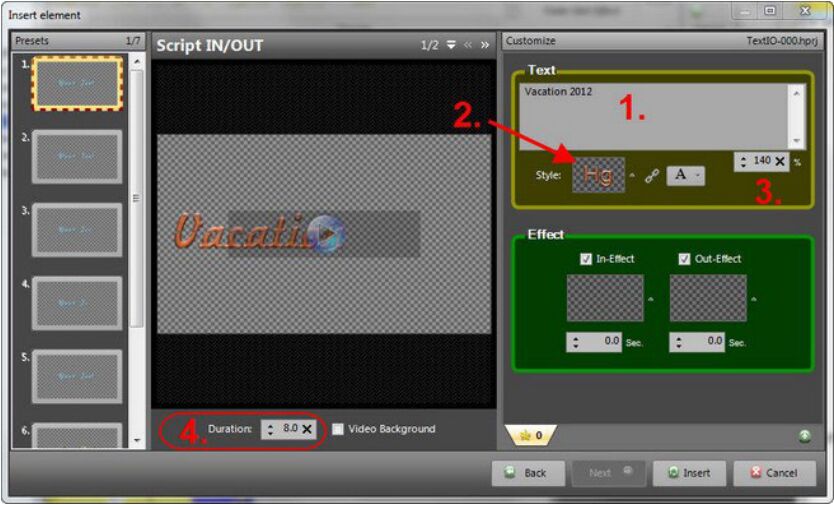 Insert element
Presets 1/7
Script IN/OUT 1/2
Customize TextIO-000.hprj
1.
2.
3.
4.
5.
6.
Vacatio
4. Duration: 8.0 Video Background
Text
Vacation 2012
1.
2.
Style: Hg A 140 %
3.
Effect
In-Effect Out-Effect
0.0 Sec. 0.0 Sec.
0
Back Next Insert Cancel